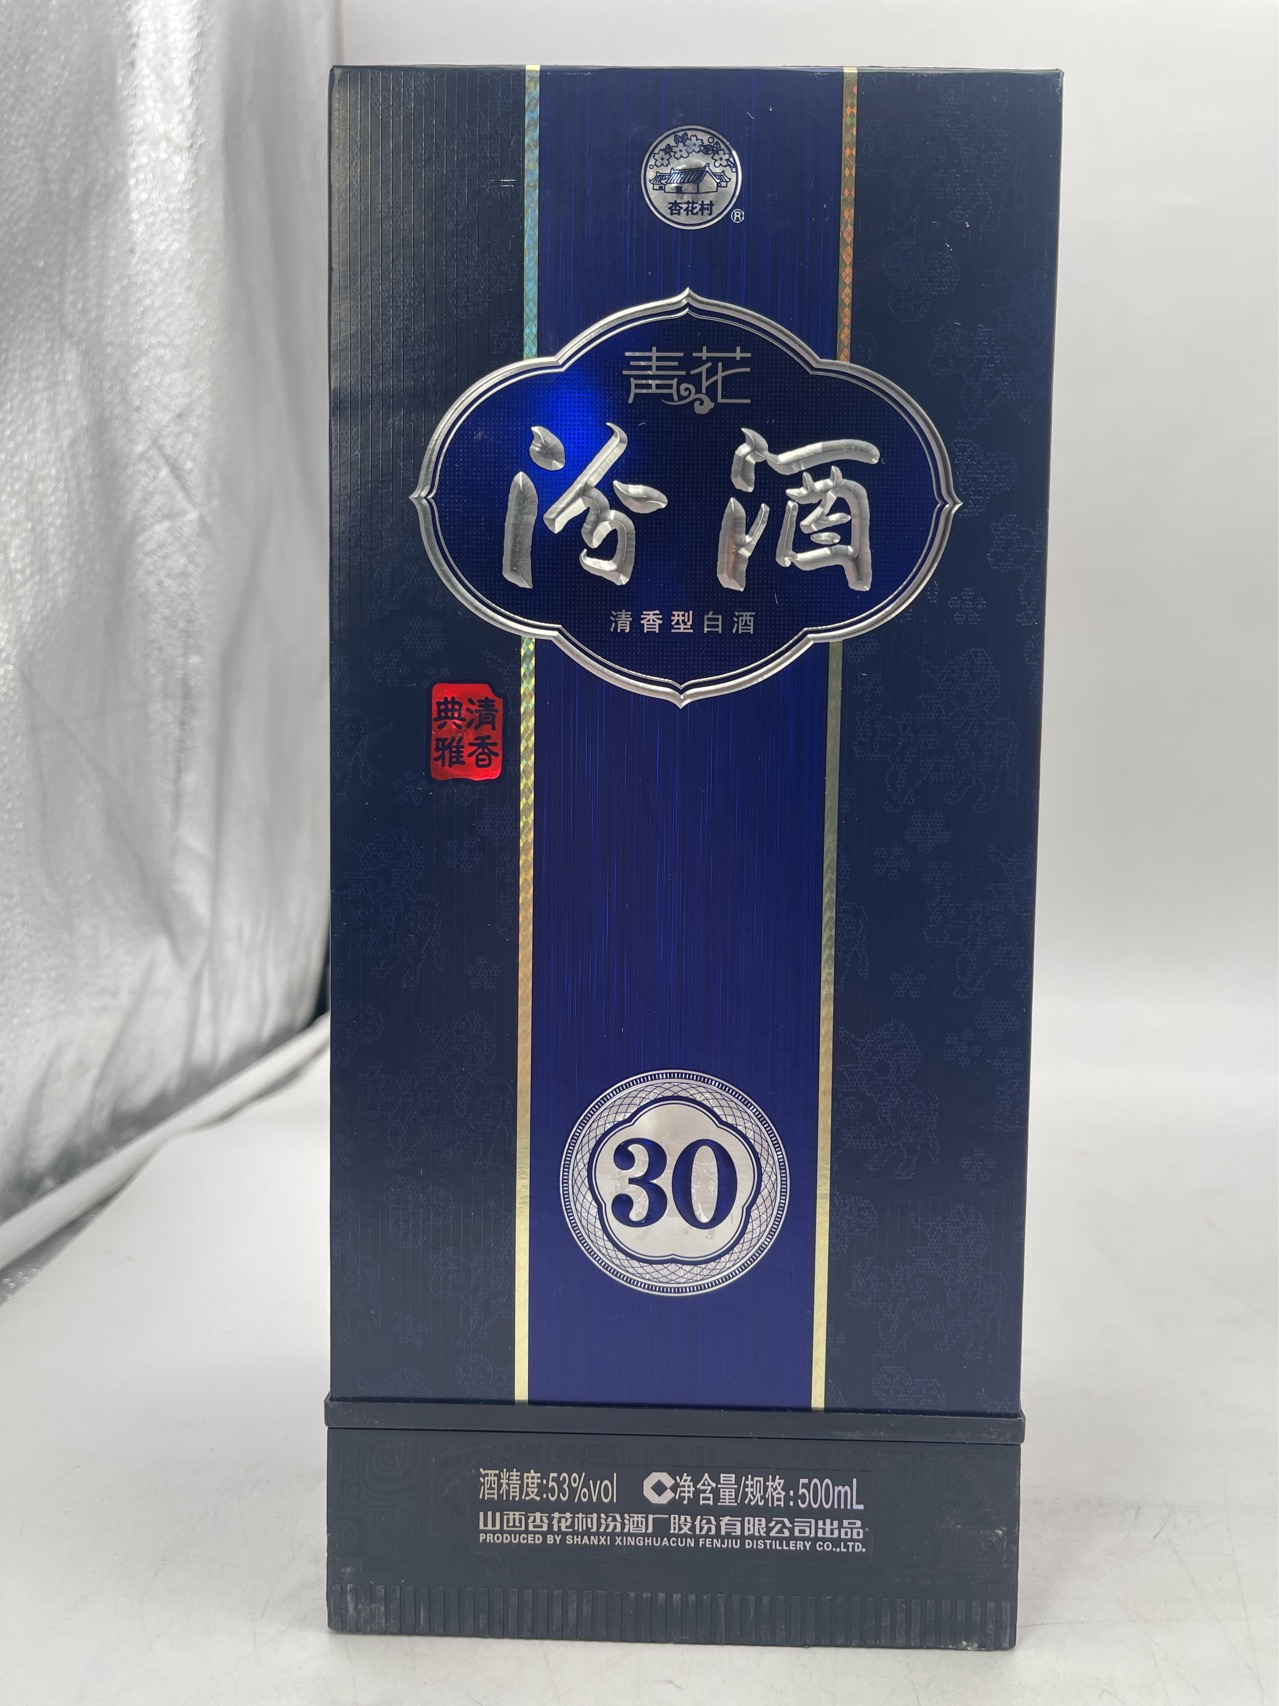 杏花村
®
青花
汾酒
清香型白酒
清香
典雅
30
酒精度:53%vol 净含量/规格:500mL
山西杏花村汾酒厂股份有限公司出品
PRODUCED BY SHANXI XINGHUACUN FENJIU DISTILLERY CO.,LTD.